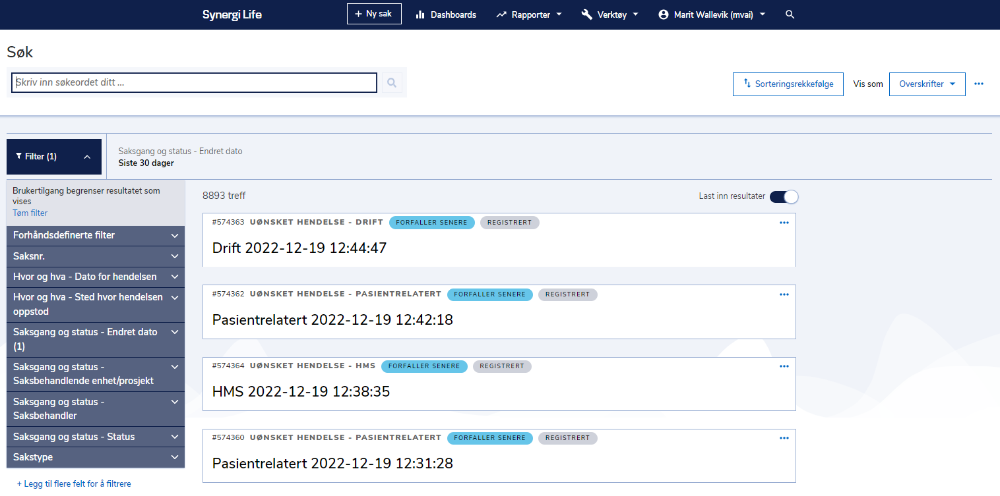 Synergi Life
+ Ny sak
Dashboards
Rapporter
Verktøy
Marit Wallevik (mvai)
Søk
Skriv inn søkeordet ditt ...
Sorteringsrekkefølge
Vis som
Overskrifter
Filter (1)
Saksgang og status - Endret dato
Siste 30 dager
Brukertilgang begrenser resultatet som
vises
Tøm filter
Forhåndsdefinerte filter
Saksnr.
Hvor og hva - Dato for hendelsen
Hvor og hva - Sted hvor hendelsen
oppstod
Saksgang og status - Endret dato
(1)
Saksgang og status -
Saksbehandlende enhet/prosjekt
Saksgang og status -
Saksbehandler
Saksgang og status - Status
Sakstype
+ Legg til flere felt for å filtrere
8893 treff
Last inn resultater
#574363 UØNSKET HENDELSE - DRIFT FORFALLER SENERE REGISTRERT
Drift 2022-12-19 12:44:47
#574362 UØNSKET HENDELSE - PASIENTRELATERT FORFALLER SENERE REGISTRERT
Pasientrelatert 2022-12-19 12:42:18
#574364 UØNSKET HENDELSE - HMS FORFALLER SENERE REGISTRERT
HMS 2022-12-19 12:38:35
#574360 UØNSKET HENDELSE - PASIENTRELATERT FORFALLER SENERE REGISTRERT
Pasientrelatert 2022-12-19 12:31:28